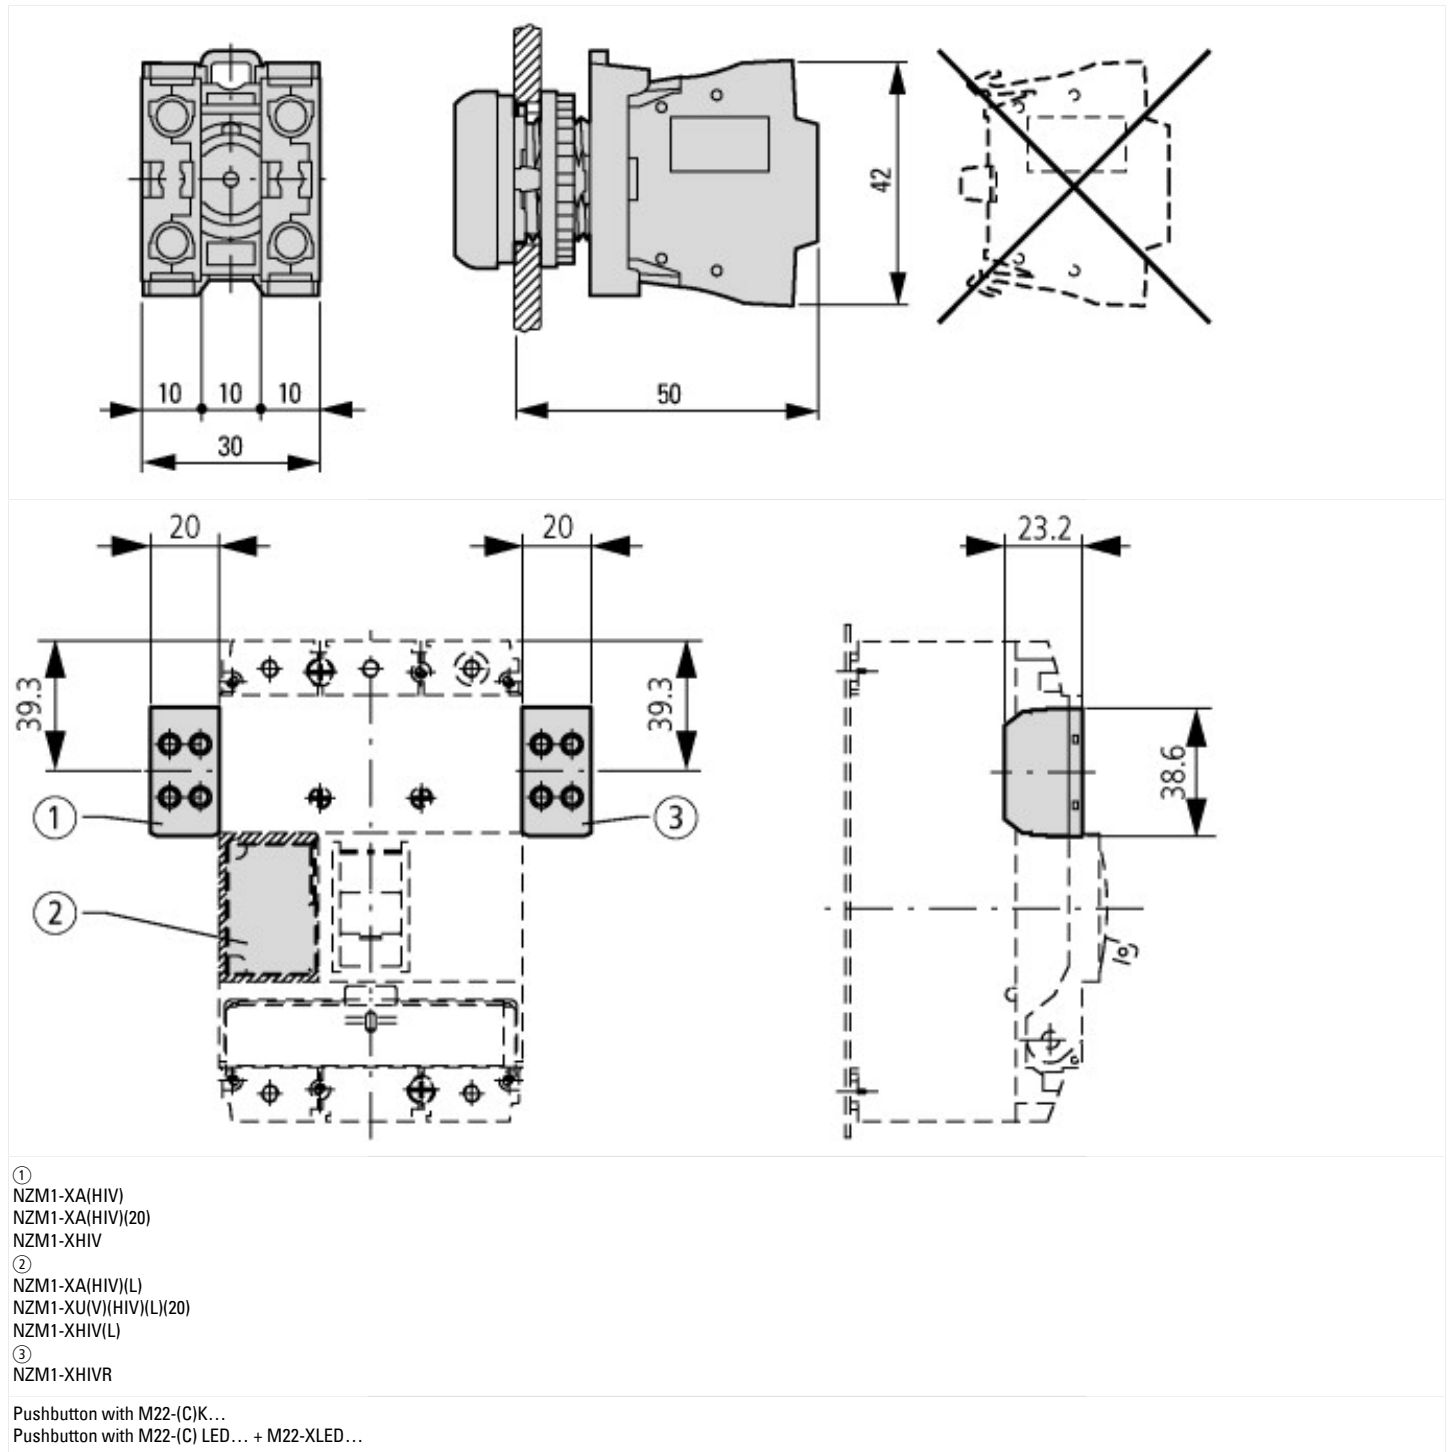 42
10 10 10
50
30
20
20
23.2
39.3
39.3
38.6
1
3
2
①
NZM1-XA(HIV)
NZM1-XA(HIV)(20)
NZM1-XHIV
②
NZM1-XA(HIV)(L)
NZM1-XU(V)(HIV)(L)(20)
NZM1-XHIV(L)
③
NZM1-XHIVR
Pushbutton with M22-(C)K…
Pushbutton with M22-(C) LED… + M22-XLED…